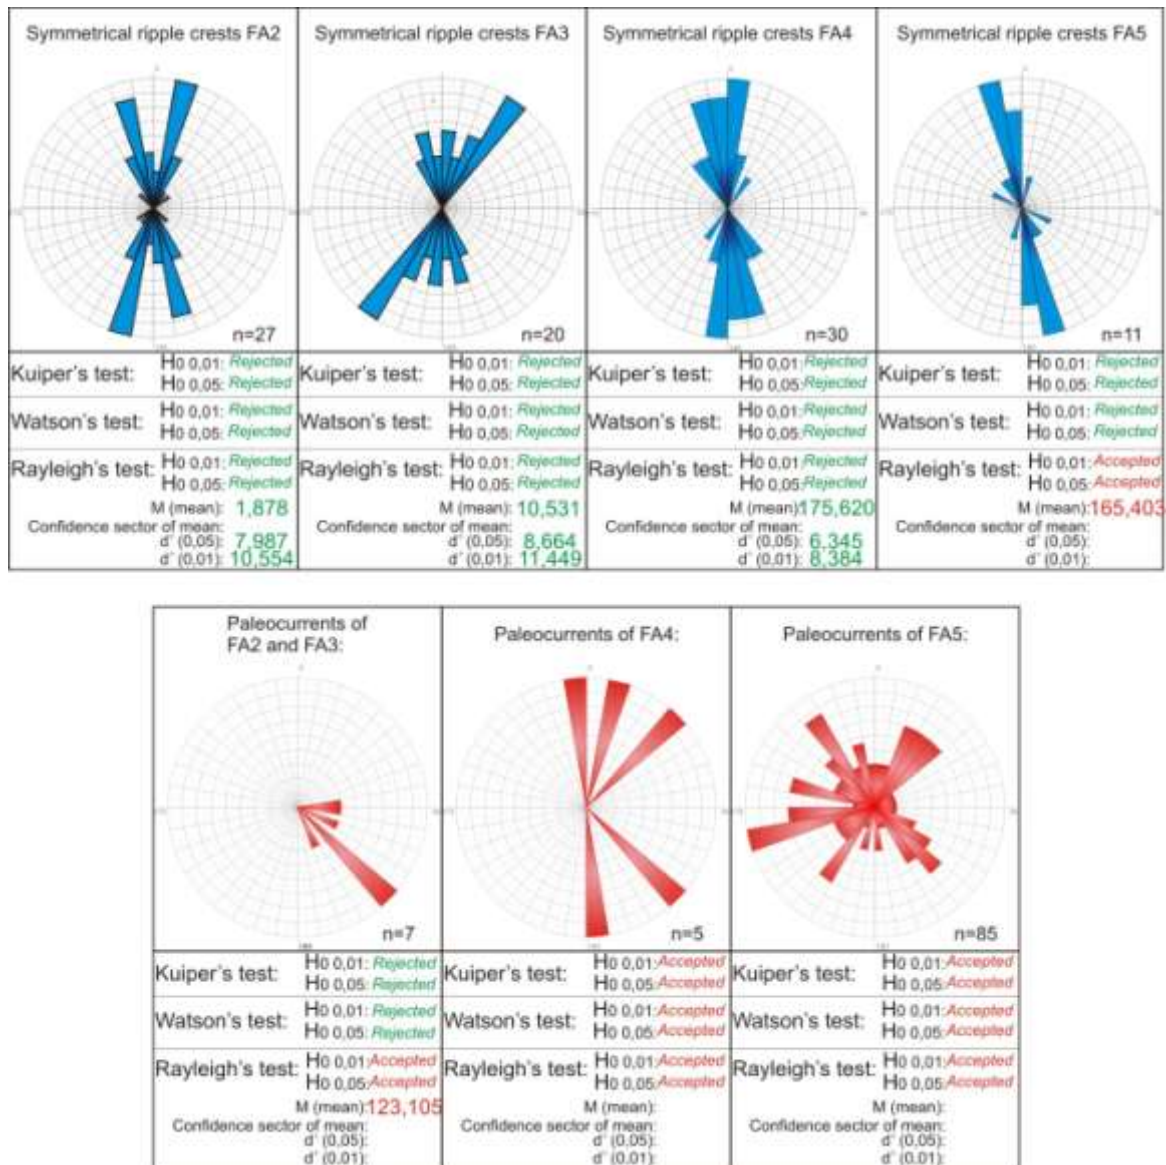 Symmetrical ripple crests FA2
n=27
Kuiper's test: H0 0,01: Rejected
H0 0,05: Rejected
Watson's test: H0 0,01: Rejected
H0 0,05: Rejected
Rayleigh's test: H0 0,01: Rejected
H0 0,05: Rejected
M (mean): 1,878
Confidence sector of mean:
d' (0,05): 7,987
d' (0,01): 10,554
Symmetrical ripple crests FA3
n=20
Kuiper's test: H0 0,01: Rejected
H0 0,05: Rejected
Watson's test: H0 0,01: Rejected
H0 0,05: Rejected
Rayleigh's test: H0 0,01: Rejected
H0 0,05: Rejected
M (mean): 10,531
Confidence sector of mean:
d' (0,05): 8,664
d' (0,01): 11,449
Symmetrical ripple crests FA4
n=30
Kuiper's test: H0 0,01: Rejected
H0 0,05: Rejected
Watson's test: H0 0,01: Rejected
H0 0,05: Rejected
Rayleigh's test: H0 0,01: Rejected
H0 0,05: Rejected
M (mean): 175,620
Confidence sector of mean:
d' (0,05): 6,345
d' (0,01): 8,384
Symmetrical ripple crests FA5
n=11
Kuiper's test: H0 0,01: Rejected
H0 0,05: Rejected
Watson's test: H0 0,01: Rejected
H0 0,05: Rejected
Rayleigh's test: H0 0,01: Accepted
H0 0,05: Accepted
M (mean): 165,403
Confidence sector of mean:
d' (0,05):
d' (0,01):
Paleocurrents of
FA2 and FA3:
n=7
Kuiper's test: H0 0,01: Rejected
H0 0,05: Rejected
Watson's test: H0 0,01: Rejected
H0 0,05: Rejected
Rayleigh's test: H0 0,01: Accepted
H0 0,05: Accepted
M (mean): 123,105
Confidence sector of mean:
d' (0,05):
d' (0,01):
Paleocurrents of FA4:
n=5
Kuiper's test: H0 0,01: Accepted
H0 0,05: Accepted
Watson's test: H0 0,01: Accepted
H0 0,05: Accepted
Rayleigh's test: H0 0,01: Accepted
H0 0,05: Accepted
M (mean):
Confidence sector of mean:
d' (0,05):
d' (0,01):
Paleocurrents of FA5:
n=85
Kuiper's test: H0 0,01: Accepted
H0 0,05: Accepted
Watson's test: H0 0,01: Accepted
H0 0,05: Accepted
Rayleigh's test: H0 0,01: Accepted
H0 0,05: Accepted
M (mean):
Confidence sector of mean:
d' (0,05):
d' (0,01):